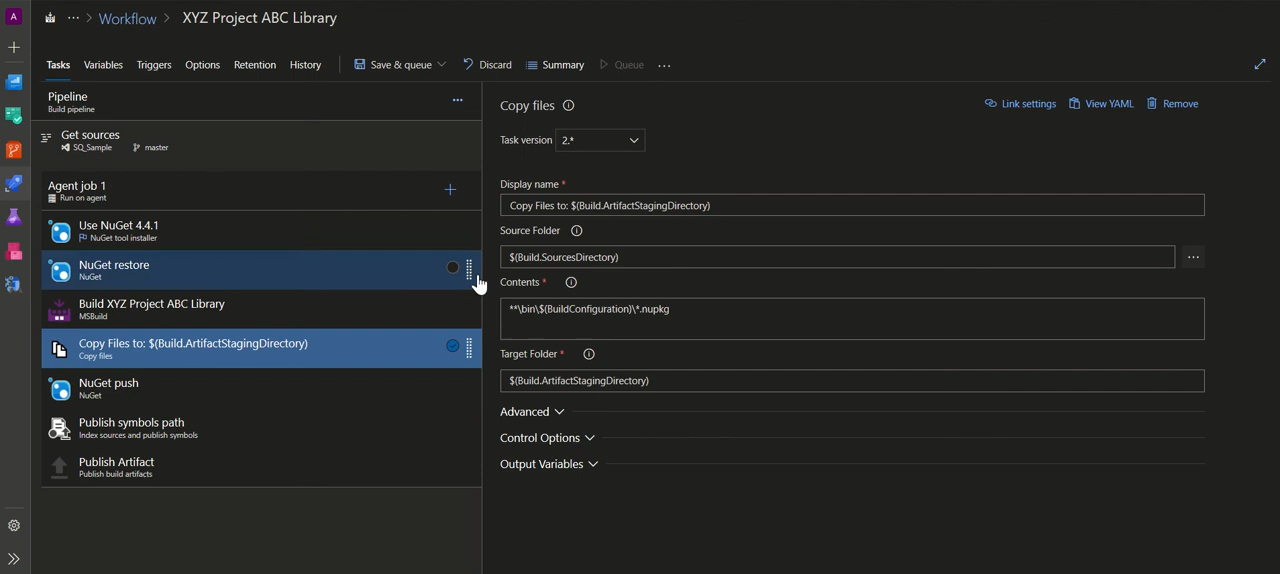 A
··· > Workflow > XYZ Project ABC Library
Tasks Variables Triggers Options Retention History Save & queue Discard Summary Queue ···
Pipeline
Build pipeline
Get sources
SQ_Sample master
Agent job 1
Run on agent
Use NuGet 4.4.1
NuGet tool installer
NuGet restore
NuGet
Build XYZ Project ABC Library
MSBuild
Copy Files to: $(Build.ArtifactStagingDirectory)
Copy files
NuGet push
NuGet
Publish symbols path
Index sources and publish symbols
Publish Artifact
Publish build artifacts
Copy files
Link settings View YAML Remove
Task version 2.*
Display name *
Copy Files to: $(Build.ArtifactStagingDirectory)
Source Folder
$(Build.SourcesDirectory)
Contents *
**\bin\$(BuildConfiguration)\*.nupkg
Target Folder *
$(Build.ArtifactStagingDirectory)
Advanced
Control Options
Output Variables